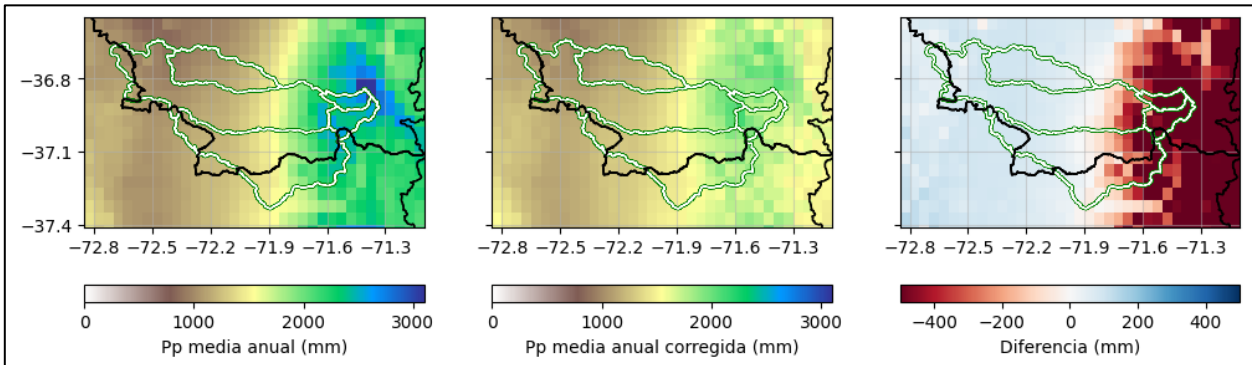 −36.8
−37.1
−37.4
−72.8 −72.5 −72.2 −71.9 −71.6 −71.3
−72.8 −72.5 −72.2 −71.9 −71.6 −71.3
−72.8 −72.5 −72.2 −71.9 −71.6 −71.3
0 1000 2000 3000
Pp media anual (mm)
0 1000 2000 3000
Pp media anual corregida (mm)
−400 −200 0 200 400
Diferencia (mm)